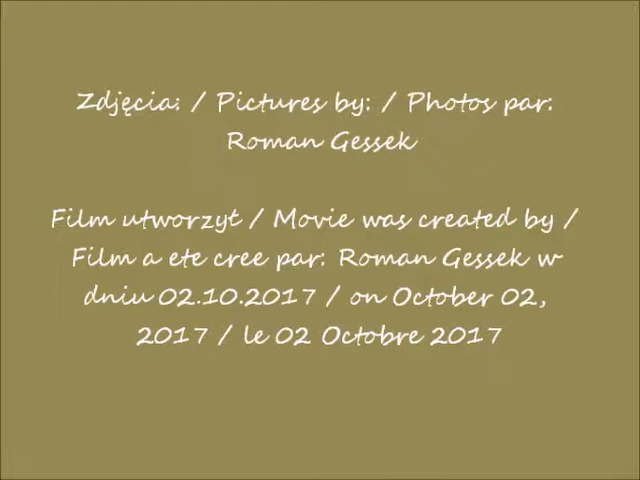 Zdjęcia: / Pictures by: / Photos par:
Roman Gessek
Film utworzył / Movie was created by /
Film a ete cree par: Roman Gessek w
dniu 02.10.2017 / on October 02,
2017 / le 02 Octobre 2017